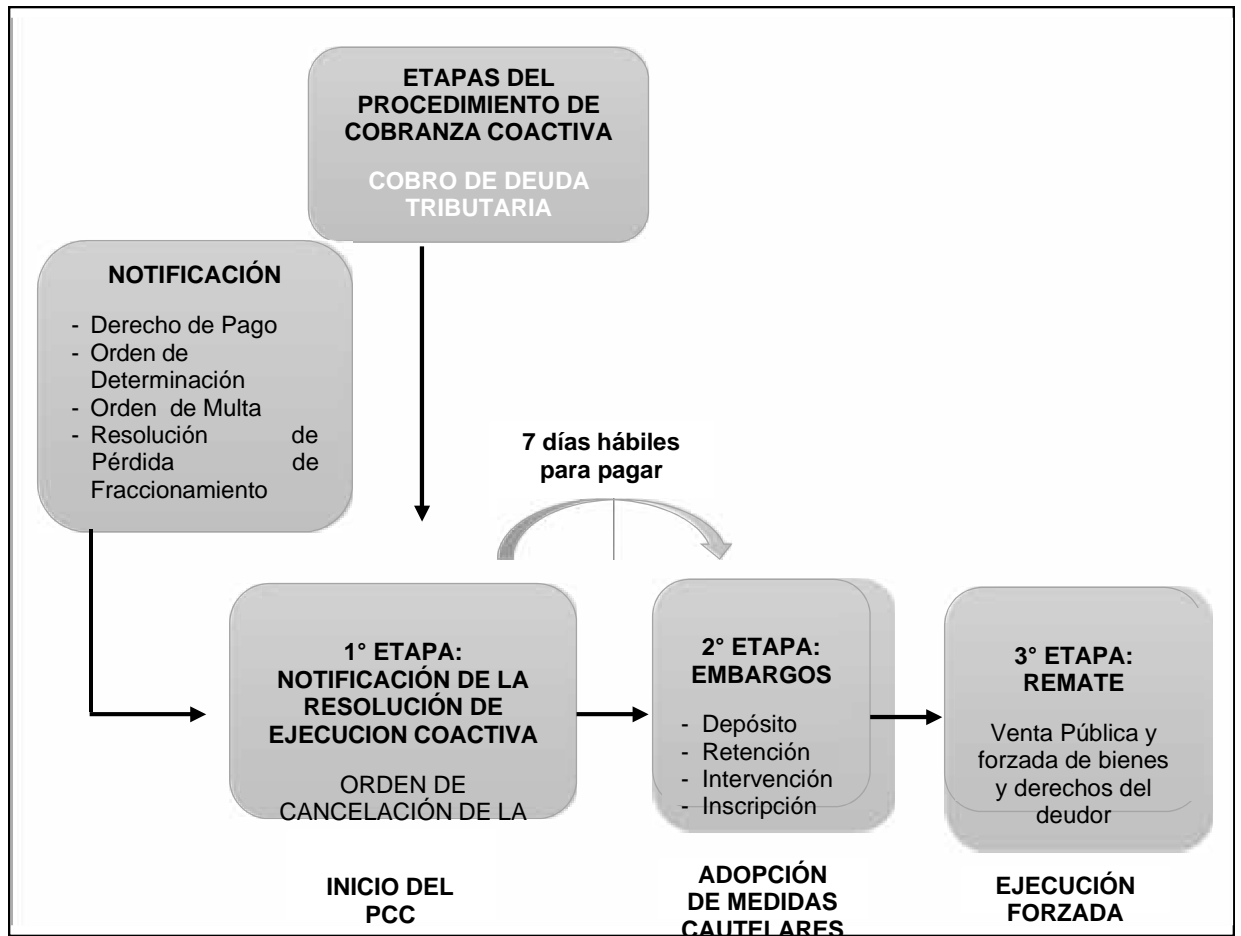 ETAPAS DEL
PROCEDIMIENTO DE
COBRANZA COACTIVA
COBRO DE DEUDA
TRIBUTARIA
NOTIFICACIÓN
- Derecho de Pago
- Orden de
Determinación
- Orden de Multa
- Resolución de
Pérdida de
Fraccionamiento
7 días hábiles
para pagar
1° ETAPA:
NOTIFICACIÓN DE LA
RESOLUCIÓN DE
EJECUCION COACTIVA
ORDEN DE
CANCELACIÓN DE LA
INICIO DEL
PCC
2° ETAPA:
EMBARGOS
- Depósito
- Retención
- Intervención
- Inscripción
ADOPCIÓN
DE MEDIDAS
CAUTELARES
3° ETAPA:
REMATE
Venta Pública y
forzada de bienes
y derechos del
deudor
EJECUCIÓN
FORZADA